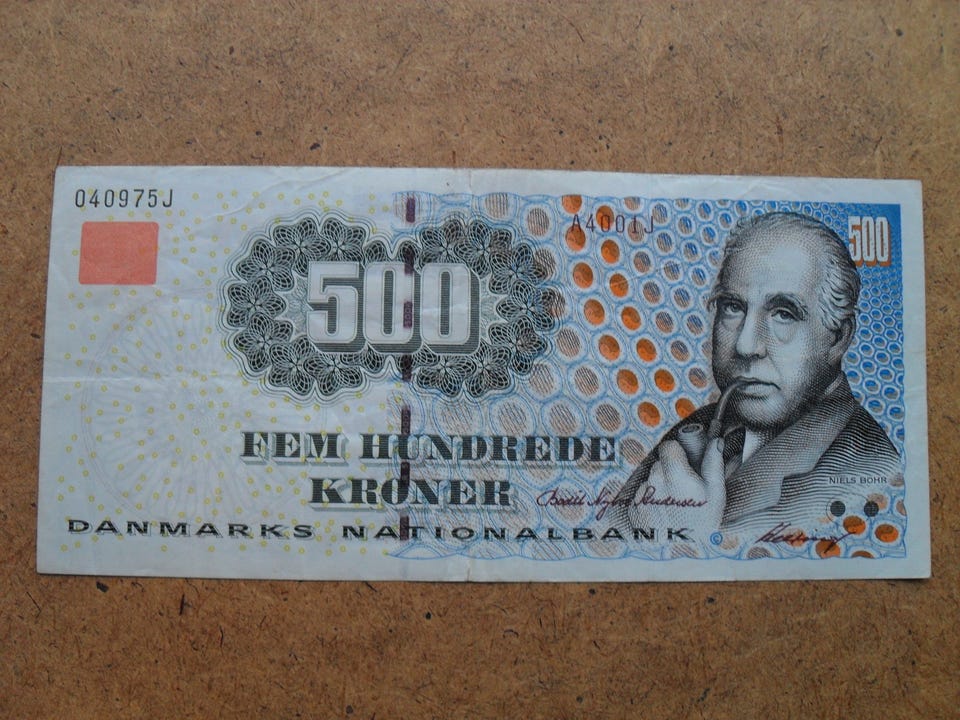 040975J
A4001J
500
500
FEM HUNDREDE
KRONER
NIELS BOHR
DANMARKS NATIONALBANK
©